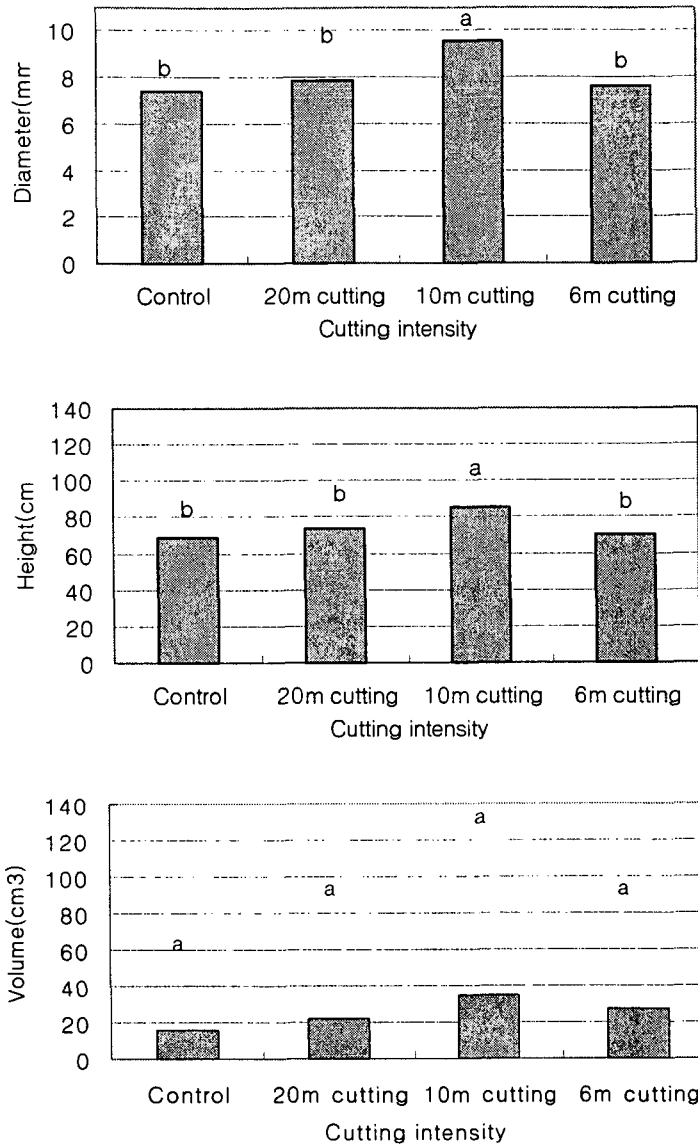 10
8
6
4
2
0
Diameter(mm
b
b
a
b
Control 20m cutting 10m cutting 6m cutting
Cutting intensity
140
120
100
80
60
40
20
0
Height(cm
b
b
a
b
Control 20m cutting 10m cutting 6m cutting
Cutting intensity
140
120
100
80
60
40
20
0
Volume(cm3)
a
a
a
a
Control 20m cutting 10m cutting 6m cutting
Cutting intensity